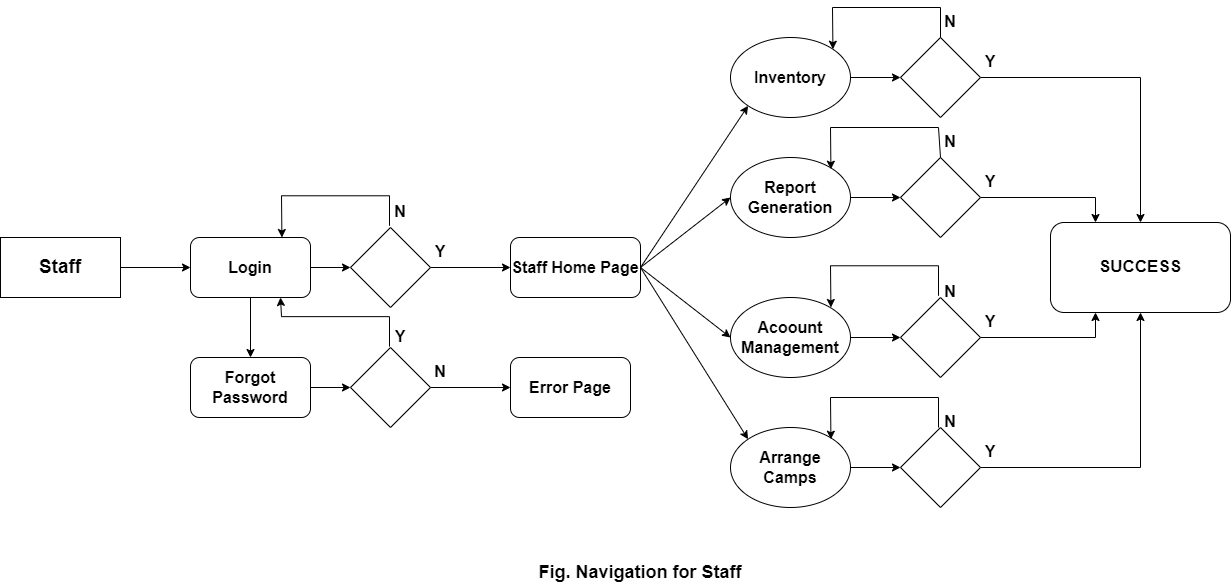 N
Inventory
Y
N
Report
Generation
Y
N
Staff
Login
Y
Staff Home Page
SUCCESS
N
Acoount
Management
Y
Y
Forgot
Password
N
Error Page
N
Arrange
Camps
Y
Fig. Navigation for Staff